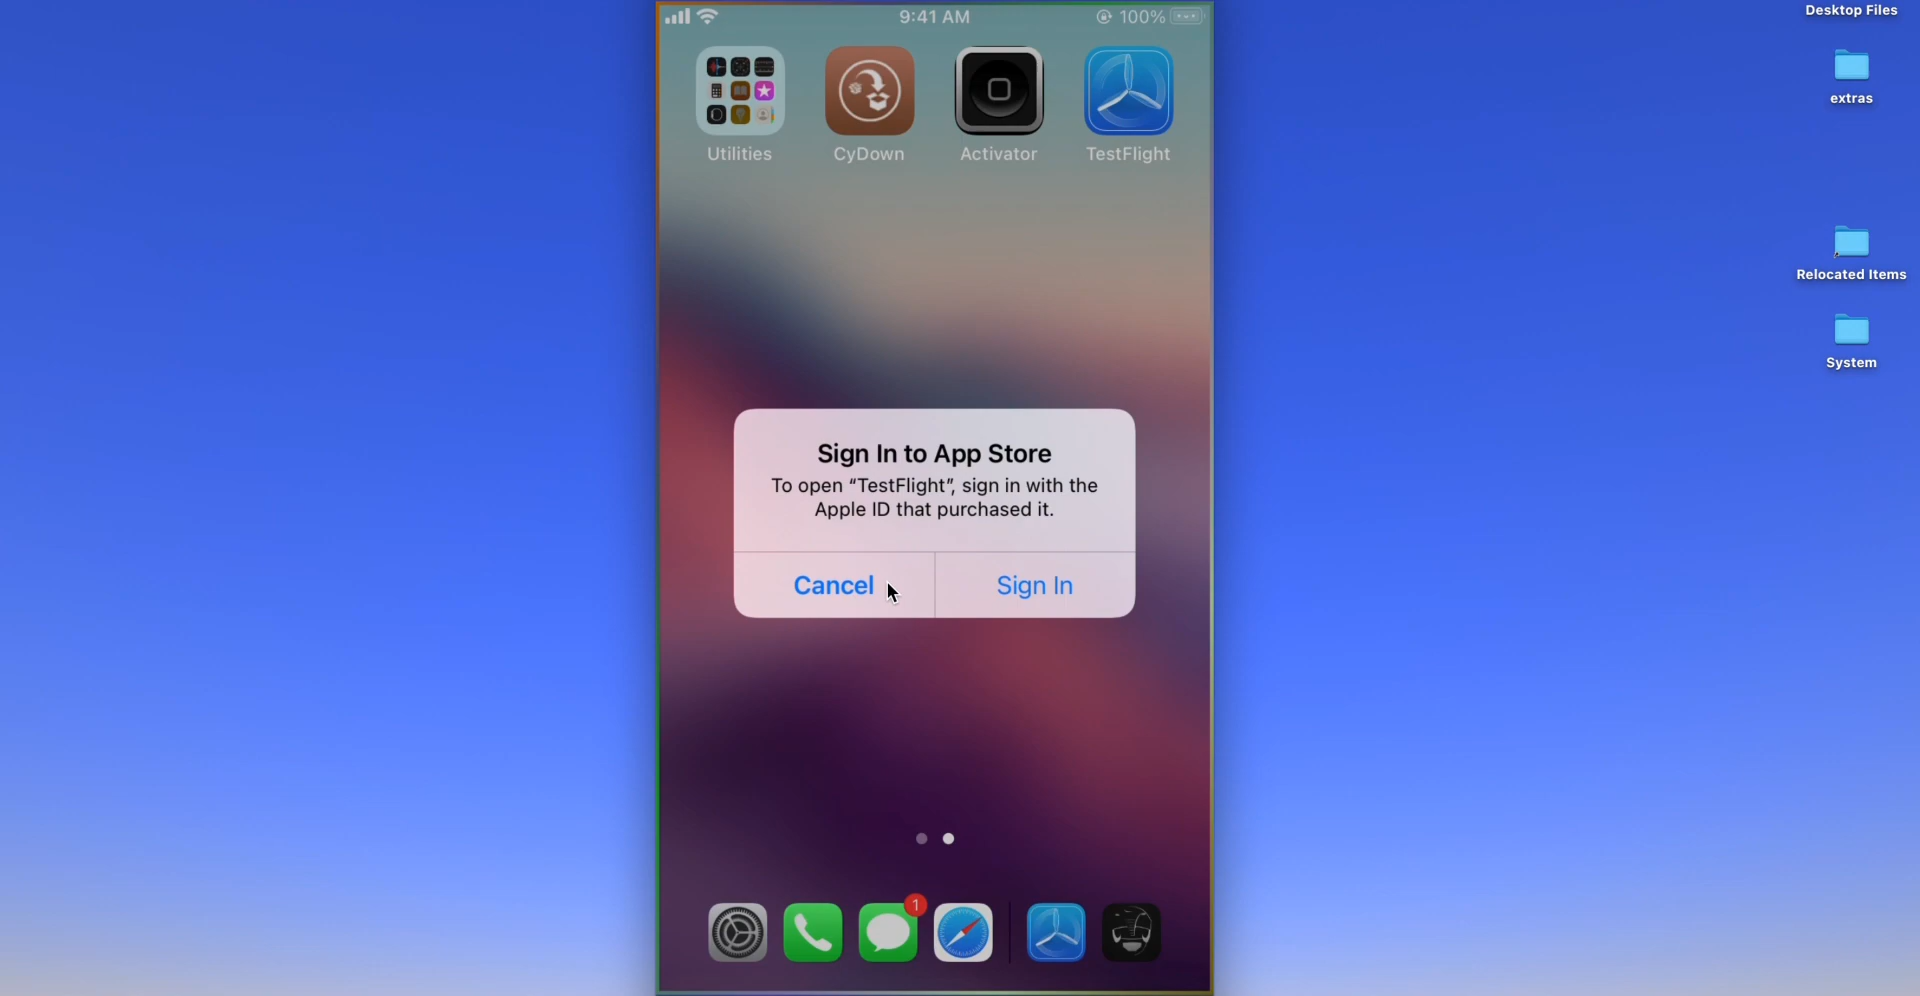 Desktop Files
9:41 AM
100%
extras
Utilities
CyDown
Activator
TestFlight
Relocated Items
System
Sign In to App Store
To open “TestFlight”, sign in with the
Apple ID that purchased it.
Cancel
Sign In
1